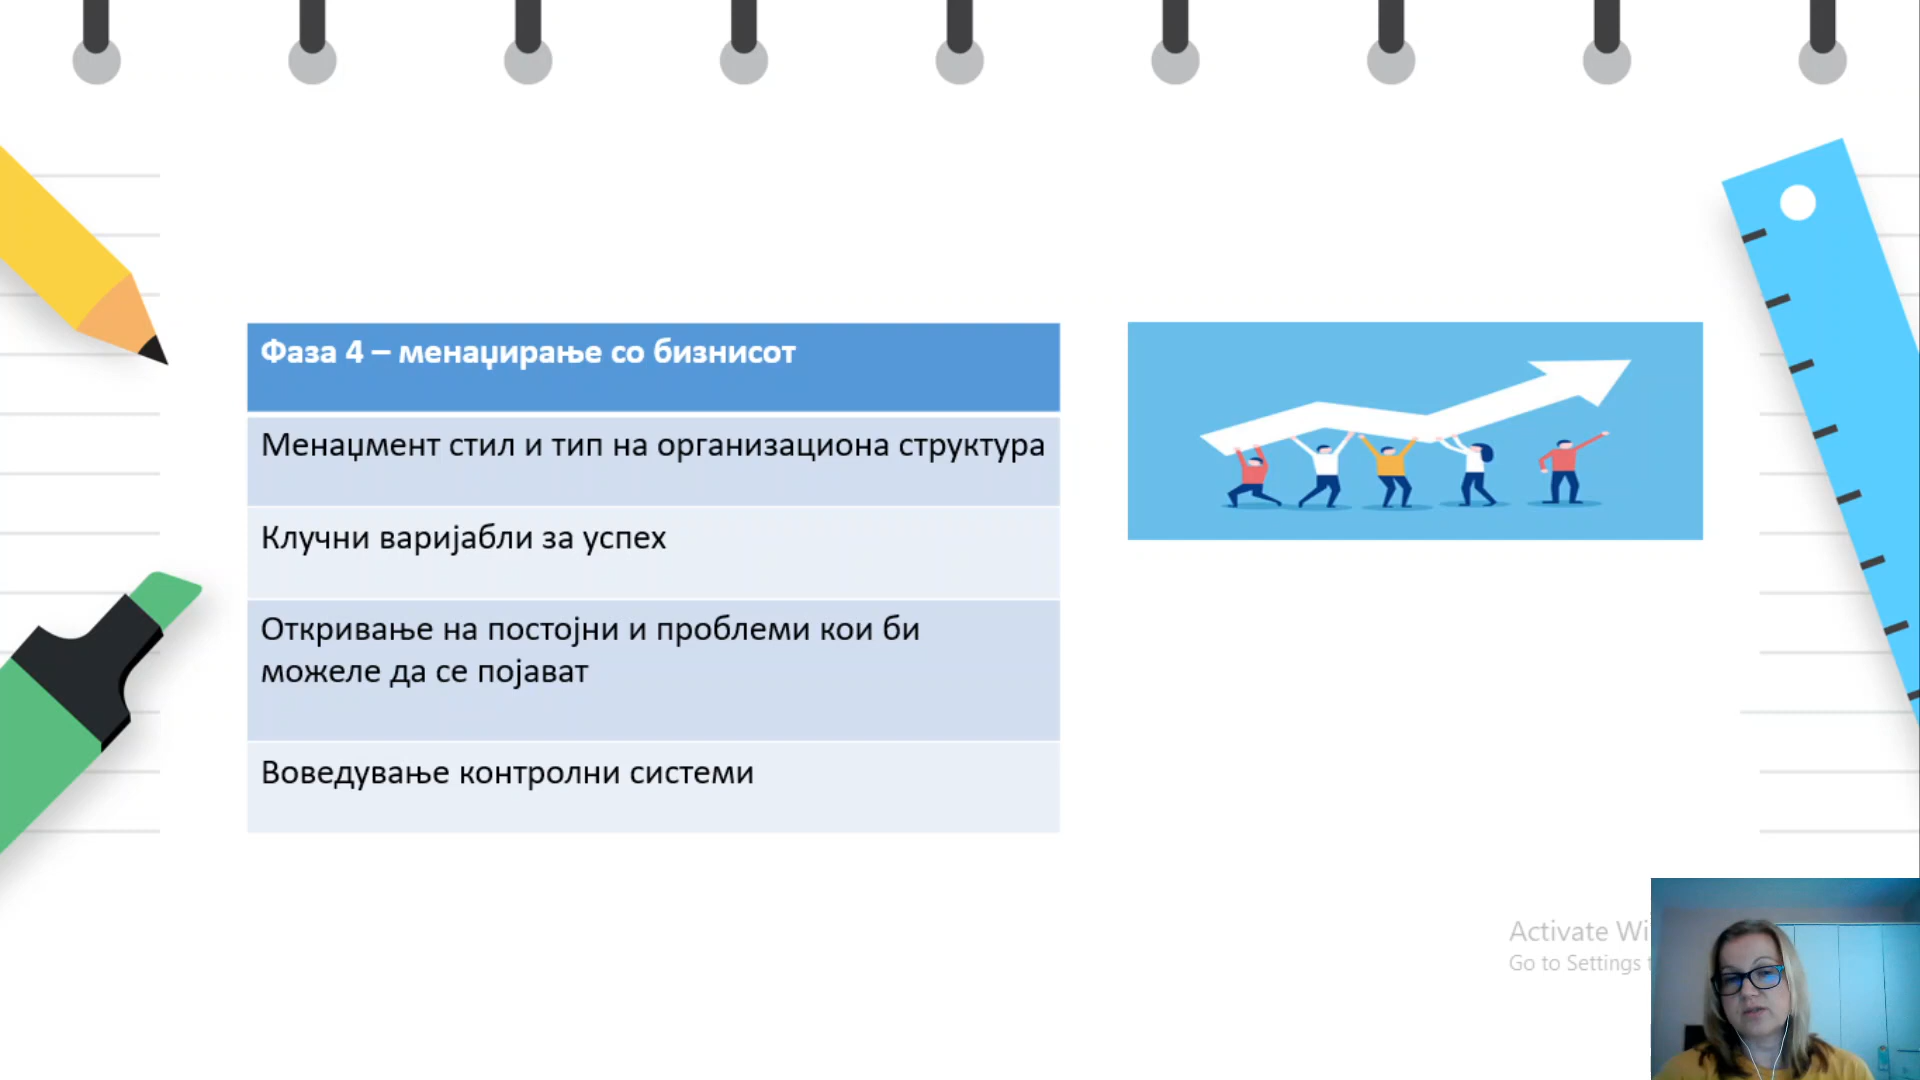 Фаза 4 – менаџирање со бизнисот
Менаџмент стил и тип на организациона структура
Клучни варијабли за успех
Откривање на постојни и проблеми кои би
можеле да се појават
Воведување контролни системи
Activate Wi
Go to Settings